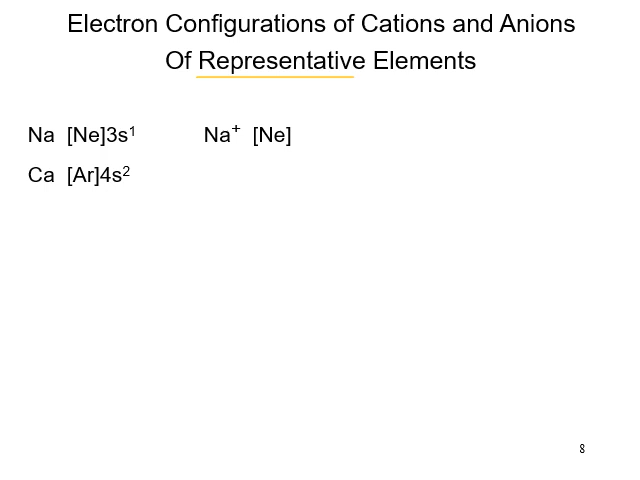 Electron Configurations of Cations and Anions
Of Representative Elements
Na [Ne]3s¹ Na⁺ [Ne]
Ca [Ar]4s²
8